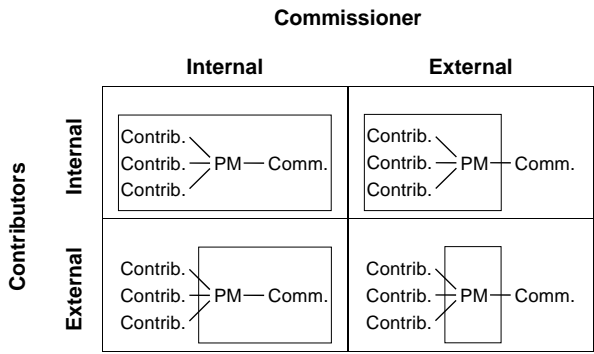 Commissioner
Internal External
Contributors
Internal
Contrib.
Contrib. PM Comm.
Contrib.
Contrib.
Contrib. PM Comm.
Contrib.
External
Contrib.
Contrib. PM Comm.
Contrib.
Contrib.
Contrib. PM Comm.
Contrib.